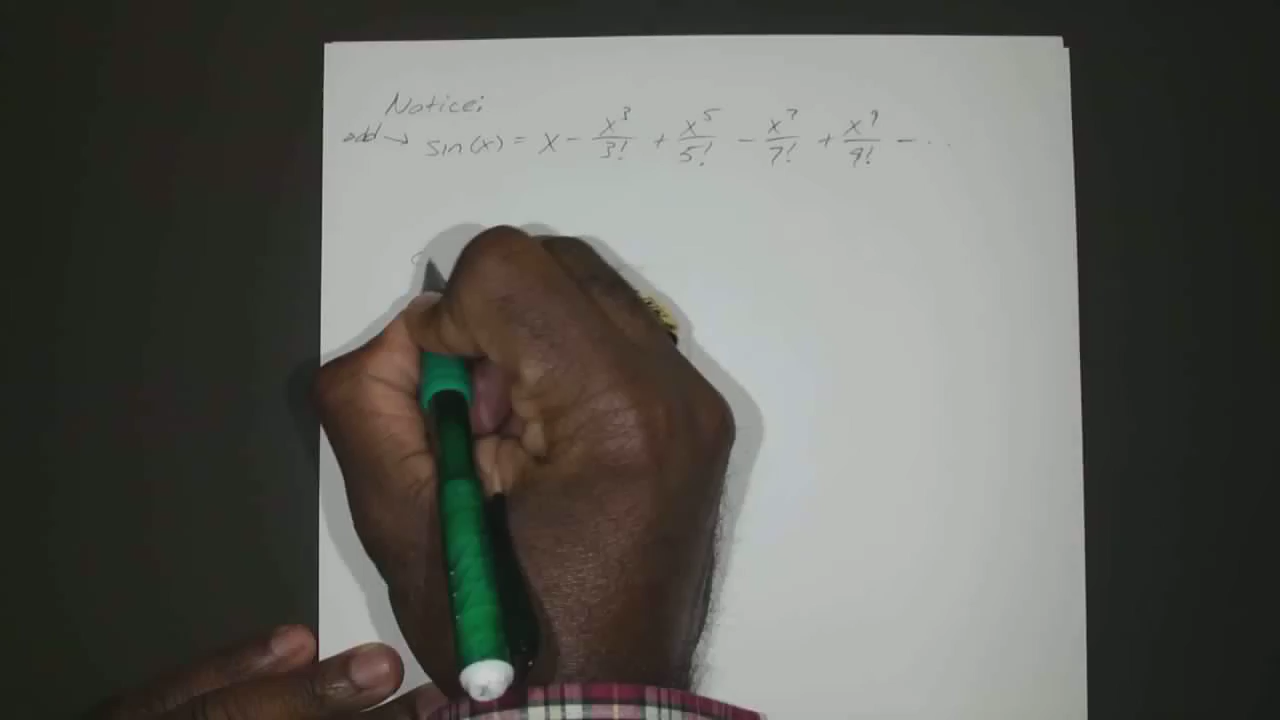 Notice:
odd → sin(x) = x - x³/3! + x⁵/5! - x⁷/7! + x⁹/9! - ...